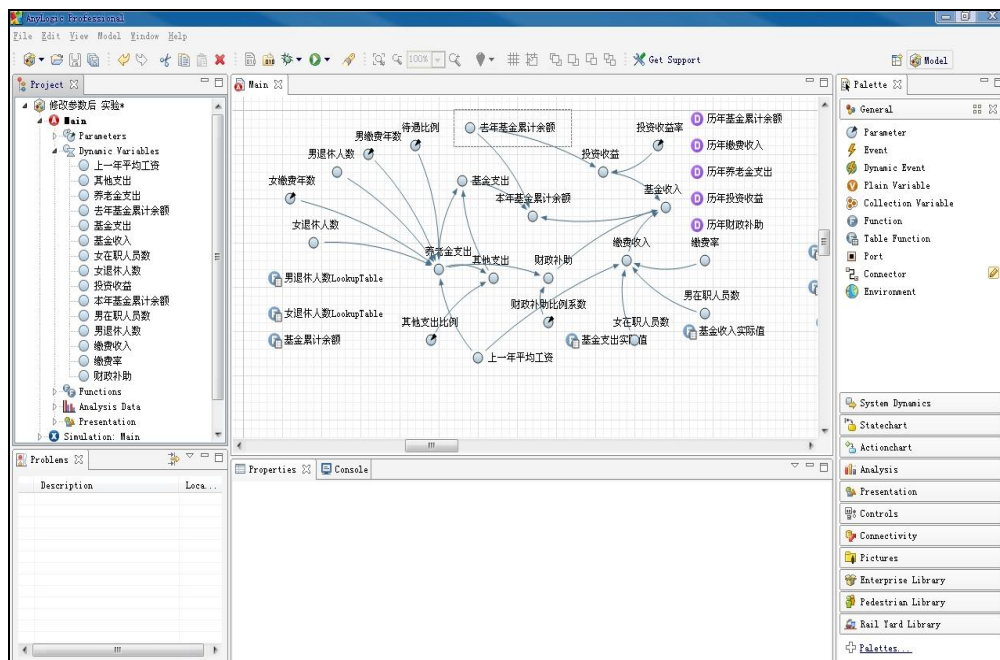 AnyLogic Professional
File Edit View Model Window Help
100%
Get Support
Model
Project
修改参数后 实验*
Main
Parameters
Dynamic Variables
上一年平均工资
其他支出
养老金支出
去年基金累计余额
基金支出
基金收入
女在职人员数
女退休人数
投资收益
本年基金累计余额
男在职人员数
男退休人数
缴费收入
缴费率
财政补助
Functions
Analysis Data
Presentation
Simulation: Main
Problems
Description Loca...
Main
待遇比例
去年基金累计余额
投资收益率
历年基金累计余额
男缴费年数
历年缴费收入
男退休人数
投资收益
历年养老金支出
女缴费年数
基金支出
基金收入
本年基金累计余额
历年投资收益
女退休人数
历年财政补助
养老金支出
缴费收入
缴费率
其他支出
财政补助
男退休人数LookupTable
男在职人员数
财政补助比例系数
女退休人数LookupTable
其他支出比例
女在职人员数
基金收入实际值
基金累计余额
基金支出实际值
上一年平均工资
Properties
Console
Palette
General
Parameter
Event
Dynamic Event
Plain Variable
Collection Variable
Function
Table Function
Port
Connector
Environment
System Dynamics
Statechart
Actionchart
Analysis
Presentation
Controls
Connectivity
Pictures
Enterprise Library
Pedestrian Library
Rail Yard Library
Palettes...